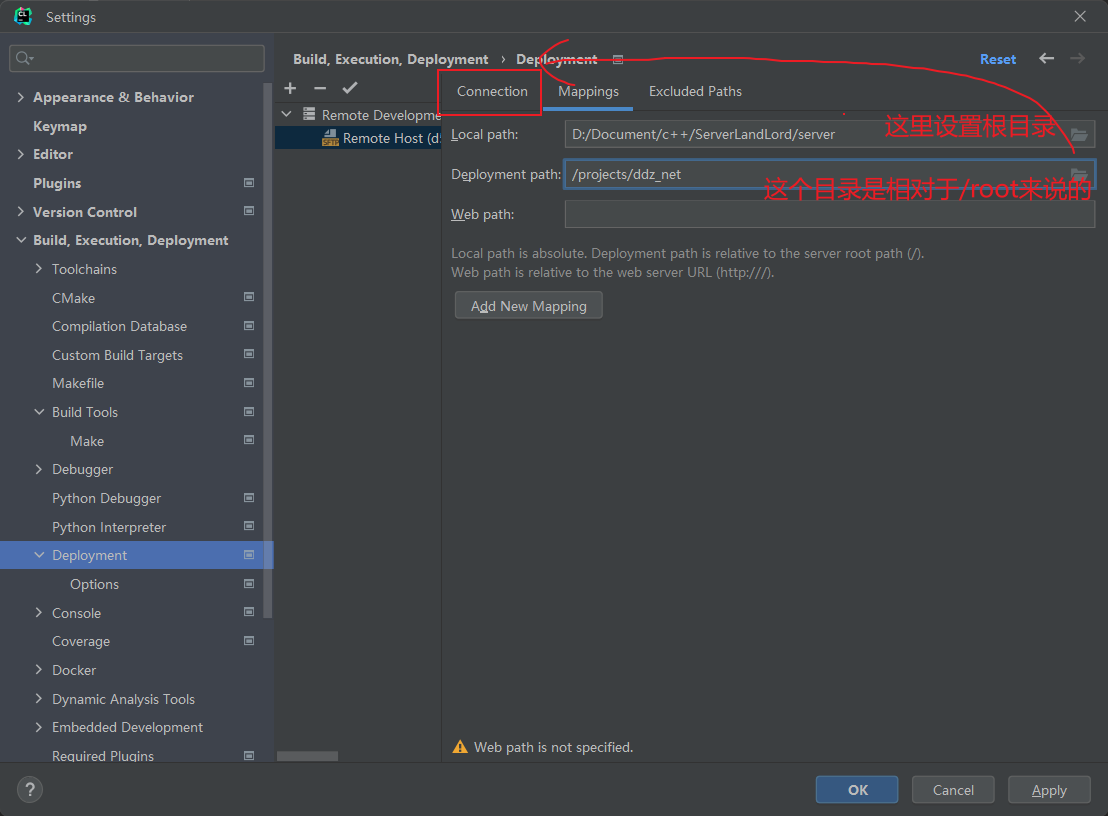 CL
Settings
Appearance & Behavior
Keymap
Editor
Plugins
Version Control
Build, Execution, Deployment
Toolchains
CMake
Compilation Database
Custom Build Targets
Makefile
Build Tools
Make
Debugger
Python Debugger
Python Interpreter
Deployment
Options
Console
Coverage
Docker
Dynamic Analysis Tools
Embedded Development
Required Plugins
Build, Execution, Deployment › Deployment
Reset
Remote Developme
SFTP
Remote Host (d
Connection Mappings Excluded Paths
Local path: D:/Document/c++/ServerLandLord/server
这里设置根目录
Deployment path: /projects/ddz_net
这个目录是相对于/root来说的
Web path:
Local path is absolute. Deployment path is relative to the server root path (/).
Web path is relative to the web server URL (http:///).
Add New Mapping
Web path is not specified.
?
OK Cancel Apply